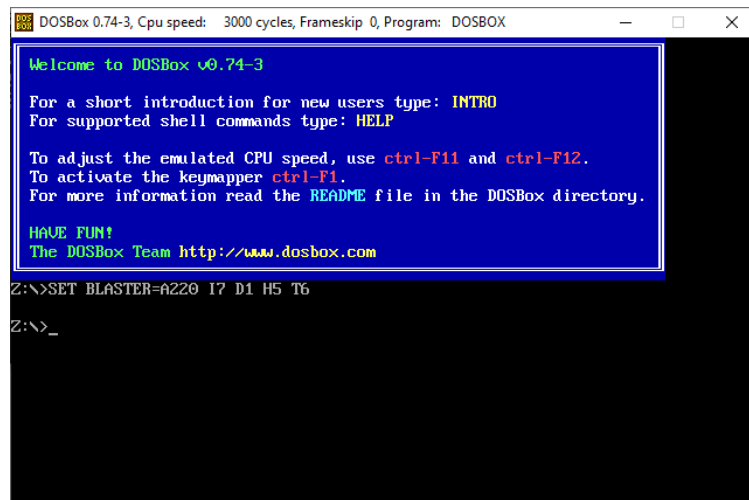 DOSBox 0.74-3, Cpu speed: 3000 cycles, Frameskip 0, Program: DOSBOX
Welcome to DOSBox v0.74-3
For a short introduction for new users type: INTRO
For supported shell commands type: HELP
To adjust the emulated CPU speed, use ctrl-F11 and ctrl-F12.
To activate the keymapper ctrl-F1.
For more information read the README file in the DOSBox directory.
HAVE FUN!
The DOSBox Team http://www.dosbox.com
Z:\>SET BLASTER=A220 I7 D1 H5 T6
Z:\>_